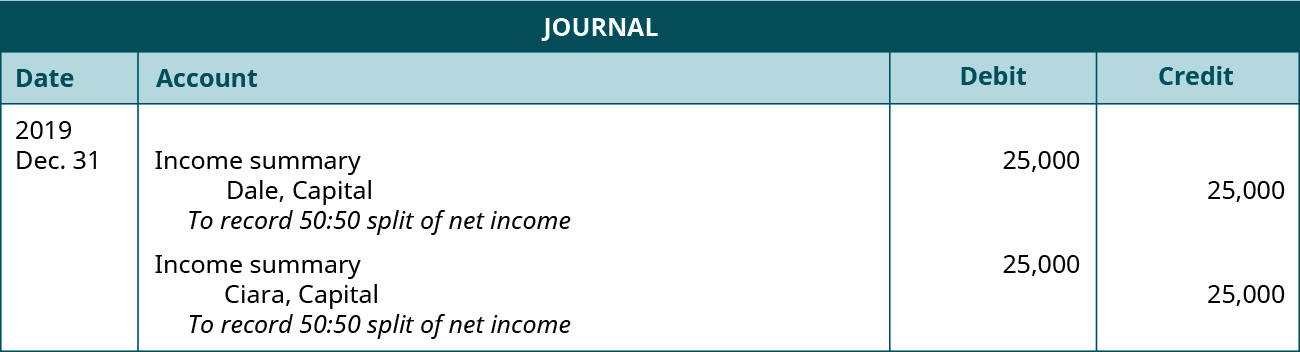 JOURNAL
Date Account Debit Credit
2019
Dec. 31 Income summary 25,000
Dale, Capital 25,000
To record 50:50 split of net income
Income summary 25,000
Ciara, Capital 25,000
To record 50:50 split of net income